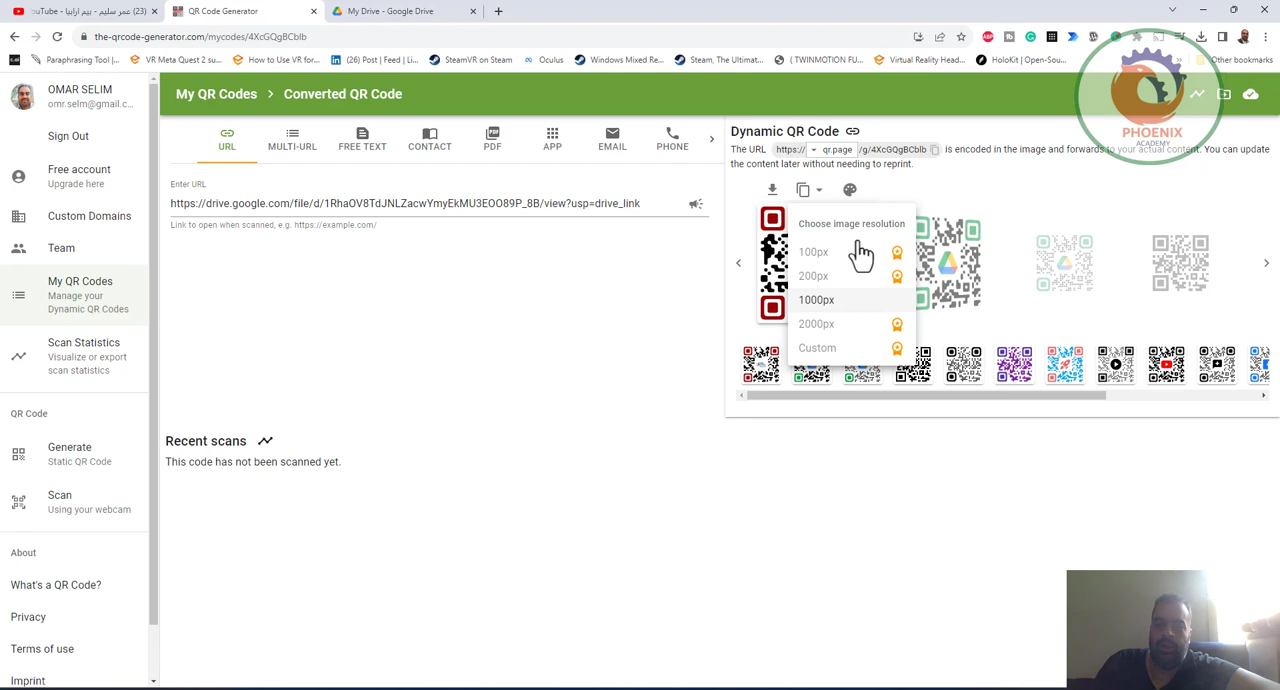 (23) YouTube - عمر سليم - بيم ارابيا
QR Code Generator
My Drive - Google Drive
the-qrcode-generator.com/mycodes/4XcGQgBCbIb
Paraphrasing Tool |...
VR Meta Quest 2 su...
How to Use VR for...
(26) Post | Feed | Li...
SteamVR on Steam
Oculus
Windows Mixed Re...
Steam, The Ultimat...
( TWINMOTION FU...
Virtual Reality Head...
HoloKit | Open-Sou...
Other bookmarks
OMAR SELIM
omr.selm@gmail.c...
Sign Out
Free account
Upgrade here
Custom Domains
Team
My QR Codes
Manage your
Dynamic QR Codes
Scan Statistics
Visualize or export
scan statistics
QR Code
Generate
Static QR Code
Scan
Using your webcam
About
What's a QR Code?
Privacy
Terms of use
Imprint
My QR Codes > Converted QR Code
URL
MULTI-URL
FREE TEXT
CONTACT
PDF
APP
EMAIL
PHONE
Enter URL
https://drive.google.com/file/d/1RhaOV8TdJNLZacwYmyEkMU3EOO89P_8B/view?usp=drive_link
Link to open when scanned, e.g. https://example.com/
Recent scans
This code has not been scanned yet.
Dynamic QR Code
The URL https:// qr.page /g/4XcGQgBCbIb is encoded in the image and forwards to your actual content. You can update
the content later without needing to reprint.
Choose image resolution
100px
200px
1000px
2000px
Custom
PHOENIX
ACADEMY